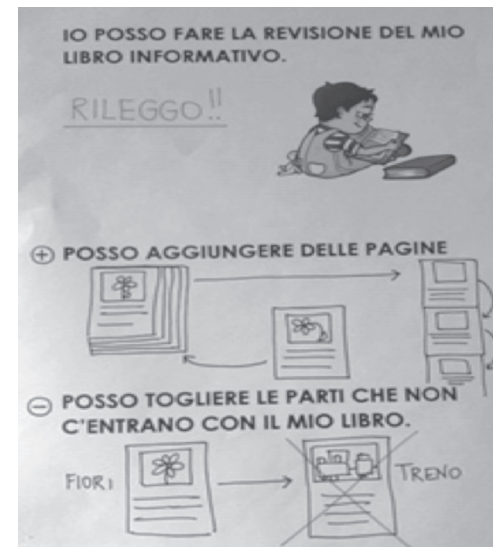 IO POSSO FARE LA REVISIONE DEL MIO
LIBRO INFORMATIVO.
RILEGGO!!
+ POSSO AGGIUNGERE DELLE PAGINE
- POSSO TOGLIERE LE PARTI CHE NON
C'ENTRANO CON IL MIO LIBRO.
FIORI
TRENO